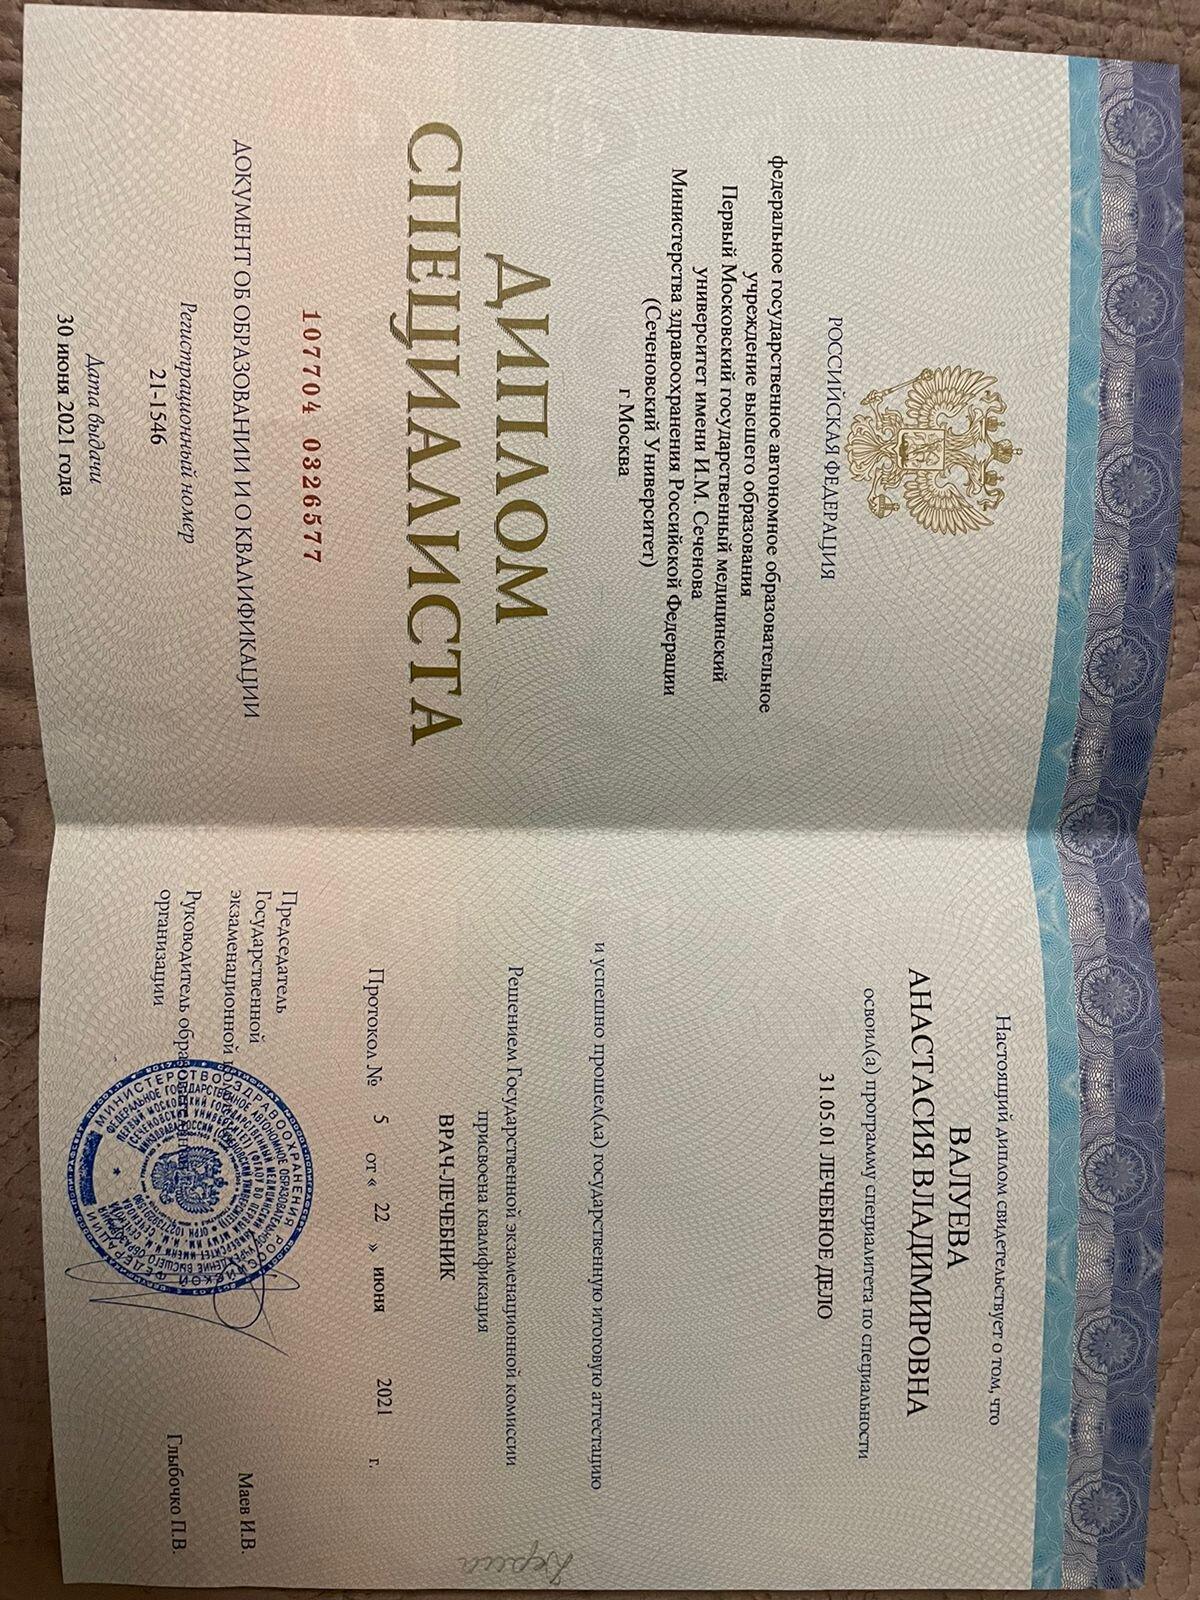 РОССИЙСКАЯ ФЕДЕРАЦИЯ
федеральное государственное автономное образовательное
учреждение высшего образования
Первый Московский государственный медицинский
университет имени И.М. Сеченова
Министерства здравоохранения Российской Федерации
(Сеченовский Университет)
г Москва
ДИПЛОМ
СПЕЦИАЛИСТА
107704 0326577
ДОКУМЕНТ ОБ ОБРАЗОВАНИИ И О КВАЛИФИКАЦИИ
Регистрационный номер
21-1546
Дата выдачи
30 июня 2021 года
Настоящий диплом свидетельствует о том, что
ВАЛУЕВА
АНАСТАСИЯ ВЛАДИМИРОВНА
освоил(а) программу специалитета по специальности
31.05.01 ЛЕЧЕБНОЕ ДЕЛО
и успешно прошел(ла) государственную итоговую аттестацию
Решением Государственной экзаменационной комиссии
присвоена квалификация
ВРАЧ-ЛЕЧЕБНИК
Протокол № 5 от « 22 » июня 2021 г.
Председатель
Государственной
экзаменационной
Маев И.В.
Руководитель
организации
Глыбочко П.В.
МИНИСТЕРСТВО ЗДРАВООХРАНЕНИЯ РОССИЙСКОЙ ФЕДЕРАЦИИ